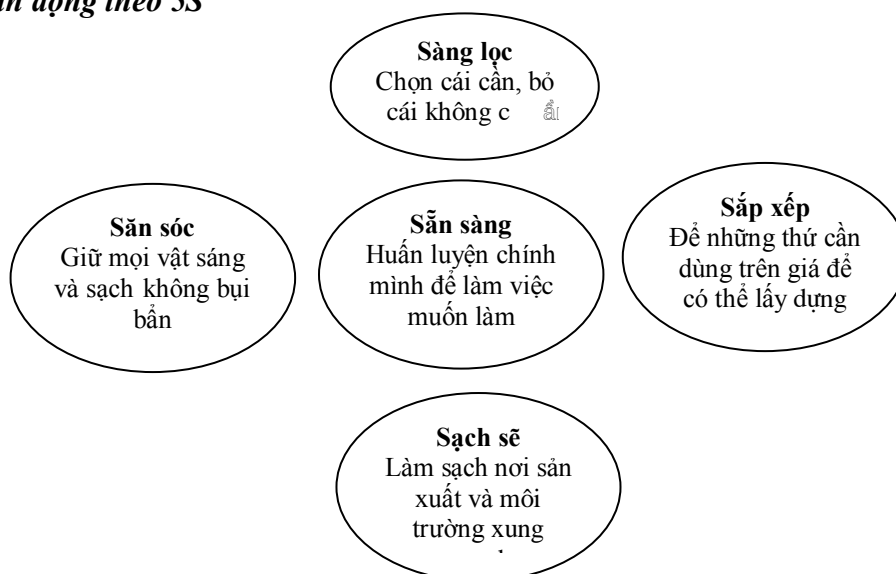 theo 5S
Sàng lọc
Chọn cái cần, bỏ
cái không c
Săn sóc
Giữ mọi vật sáng
và sạch không bụi
bẩn
Sẵn sàng
Huấn luyện chính
mình để làm việc
muốn làm
Sắp xếp
Để những thứ cần
dùng trên giá để
có thể lấy dựng
Sạch sẽ
Làm sạch nơi sản
xuất và môi
trường xung